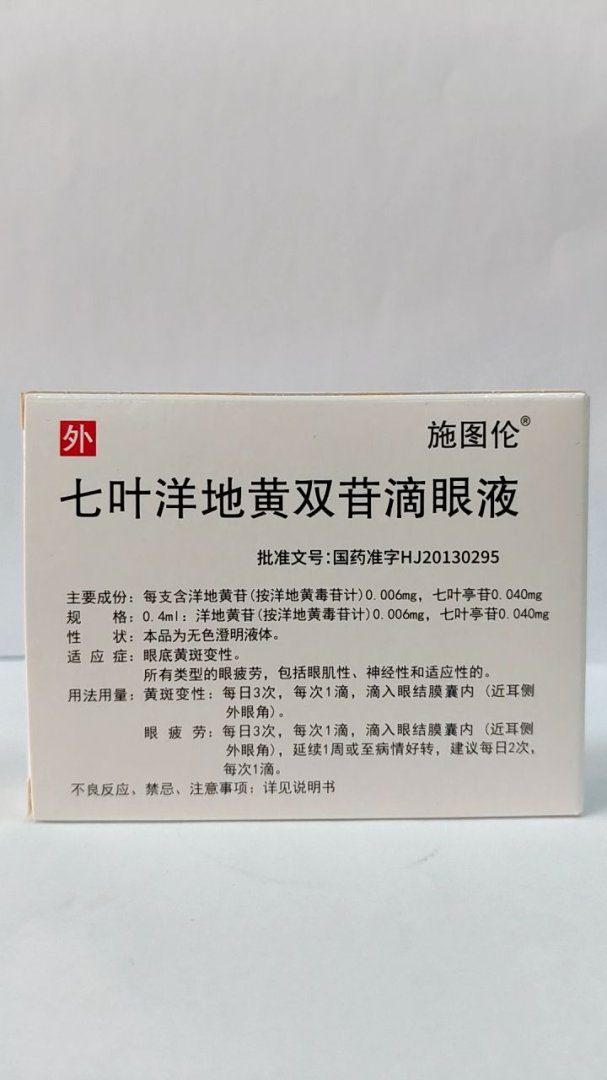 外
施图伦®
七叶洋地黄双苷滴眼液
批准文号：国药准字HJ20130295
主要成份：每支含洋地黄苷(按洋地黄毒苷计)0.006mg，七叶亭苷0.040mg
规 格：0.4ml：洋地黄苷(按洋地黄毒苷计)0.006mg，七叶亭苷0.040mg
性 状：本品为无色澄明液体。
适 应 症：眼底黄斑变性。
所有类型的眼疲劳，包括眼肌性、神经性和适应性的。
用法用量：黄斑变性：每日3次，每次1滴，滴入眼结膜囊内（近耳侧
外眼角）。
眼 疲 劳：每日3次，每次1滴，滴入眼结膜囊内（近耳侧
外眼角），延续1周或至病情好转，建议每日2次，
每次1滴。
不良反应、禁忌、注意事项：详见说明书